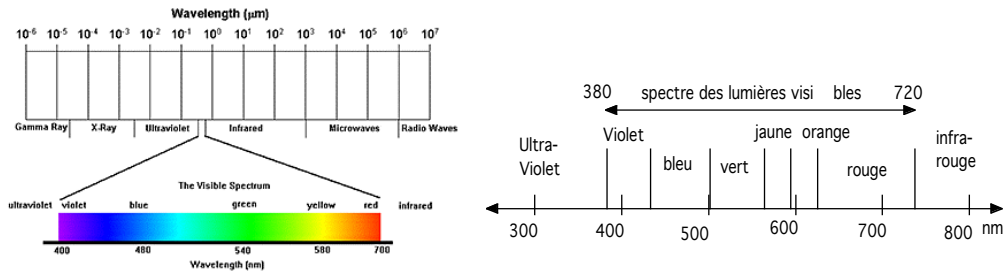 Wavelength (μm)
10⁻⁶ 10⁻⁵ 10⁻⁴ 10⁻³ 10⁻² 10⁻¹ 10⁰ 10¹ 10² 10³ 10⁴ 10⁵ 10⁶ 10⁷
Gamma Ray X-Ray Ultraviolet Infrared Microwaves Radio Waves
The Visible Spectrum
ultraviolet violet blue green yellow red infrared
400 480 540 580 700
Wavelength (nm)
380 spectre des lumières visi bles 720
Ultra-
Violet
Violet
bleu
vert
jaune orange
rouge
infra-
rouge
300 400 500 600 700 800 nm